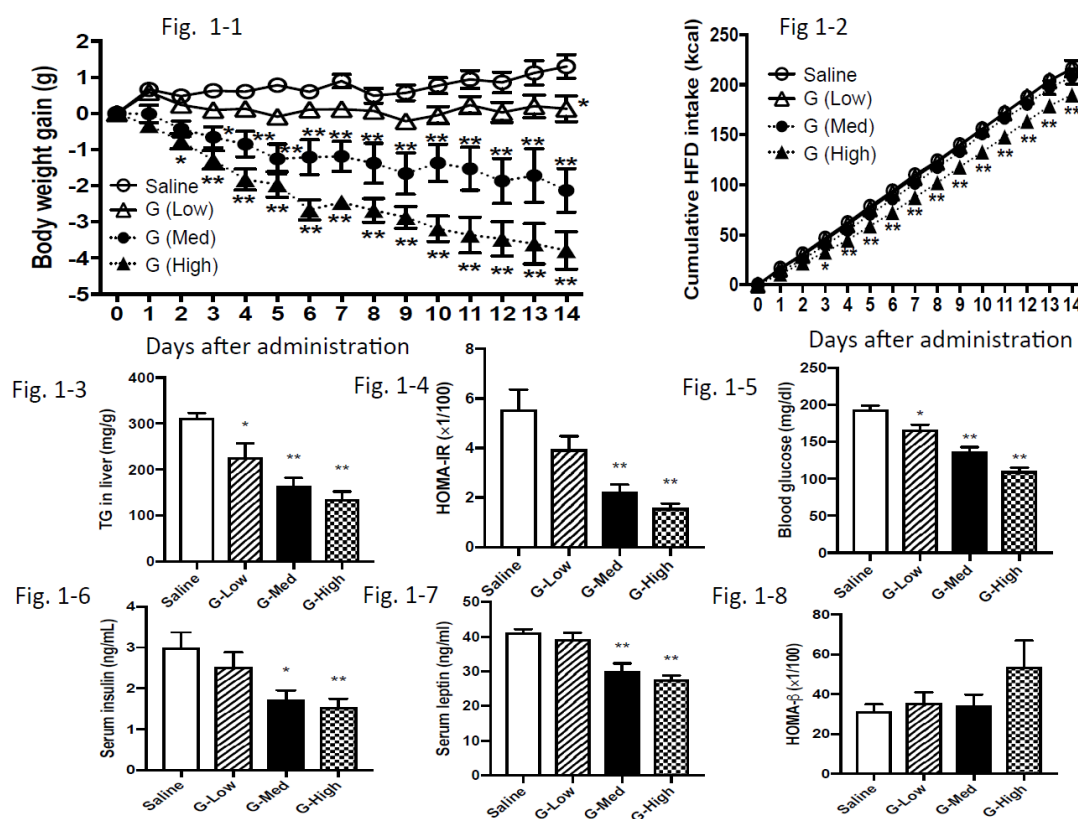 Fig. 1-1
Body weight gain (g)
2
1
0
-1
-2
-3
-4
-5
Saline
G (Low)
G (Med)
G (High)
*
*
** ** ** ** ** ** ** ** ** ** **
* ** ** ** ** ** ** ** ** ** ** ** **
0 1 2 3 4 5 6 7 8 9 10 11 12 13 14
Days after administration
Fig 1-2
Cumulative HFD intake (kcal)
250
200
150
100
50
0
Saline
G (Low)
G (Med)
G (High)
* ** ** ** ** ** ** ** ** ** ** **
0 1 2 3 4 5 6 7 8 9 10 11 12 13 14
Fig. 1-3
TG in liver (mg/g)
400
300
200
100
0
* ** **
Saline G-Low G-Med G-High
Fig. 1-4
HOMA-IR (×1/100)
8
6
4
2
0
** **
Saline G-Low G-Med G-High
Fig. 1-5
Blood glucose (mg/dl)
200
150
100
50
0
* ** **
Saline G-Low G-Med G-High
Fig. 1-6
Serum insulin (ng/mL)
4
3
2
1
0
* **
Saline G-Low G-Med G-High
Fig. 1-7
Serum leptin (ng/ml)
50
40
30
20
10
0
** **
Saline G-Low G-Med G-High
Fig. 1-8
HOMA-β (×1/100)
80
60
40
20
0
Saline G-Low G-Med G-High